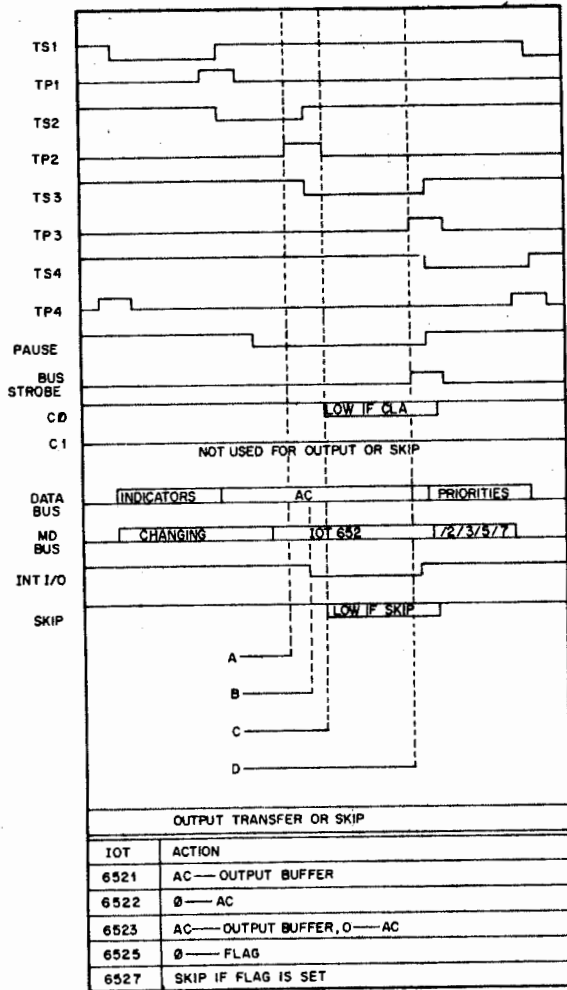 TS1
TP1
TS2
TP2
TS3
TP3
TS4
TP4
PAUSE
BUS
STROBE
CØ LOW IF CLA
C1 NOT USED FOR OUTPUT OR SKIP
DATA
BUS INDICATORS AC PRIORITIES
MD
BUS CHANGING IOT 652 1/2/3/5/7
INT I/O
SKIP LOW IF SKIP
A
B
C
D
OUTPUT TRANSFER OR SKIP
IOT ACTION
6521 AC — OUTPUT BUFFER
6522 Ø — AC
6523 AC — OUTPUT BUFFER, O — AC
6525 Ø — FLAG
6527 SKIP IF FLAG IS SET